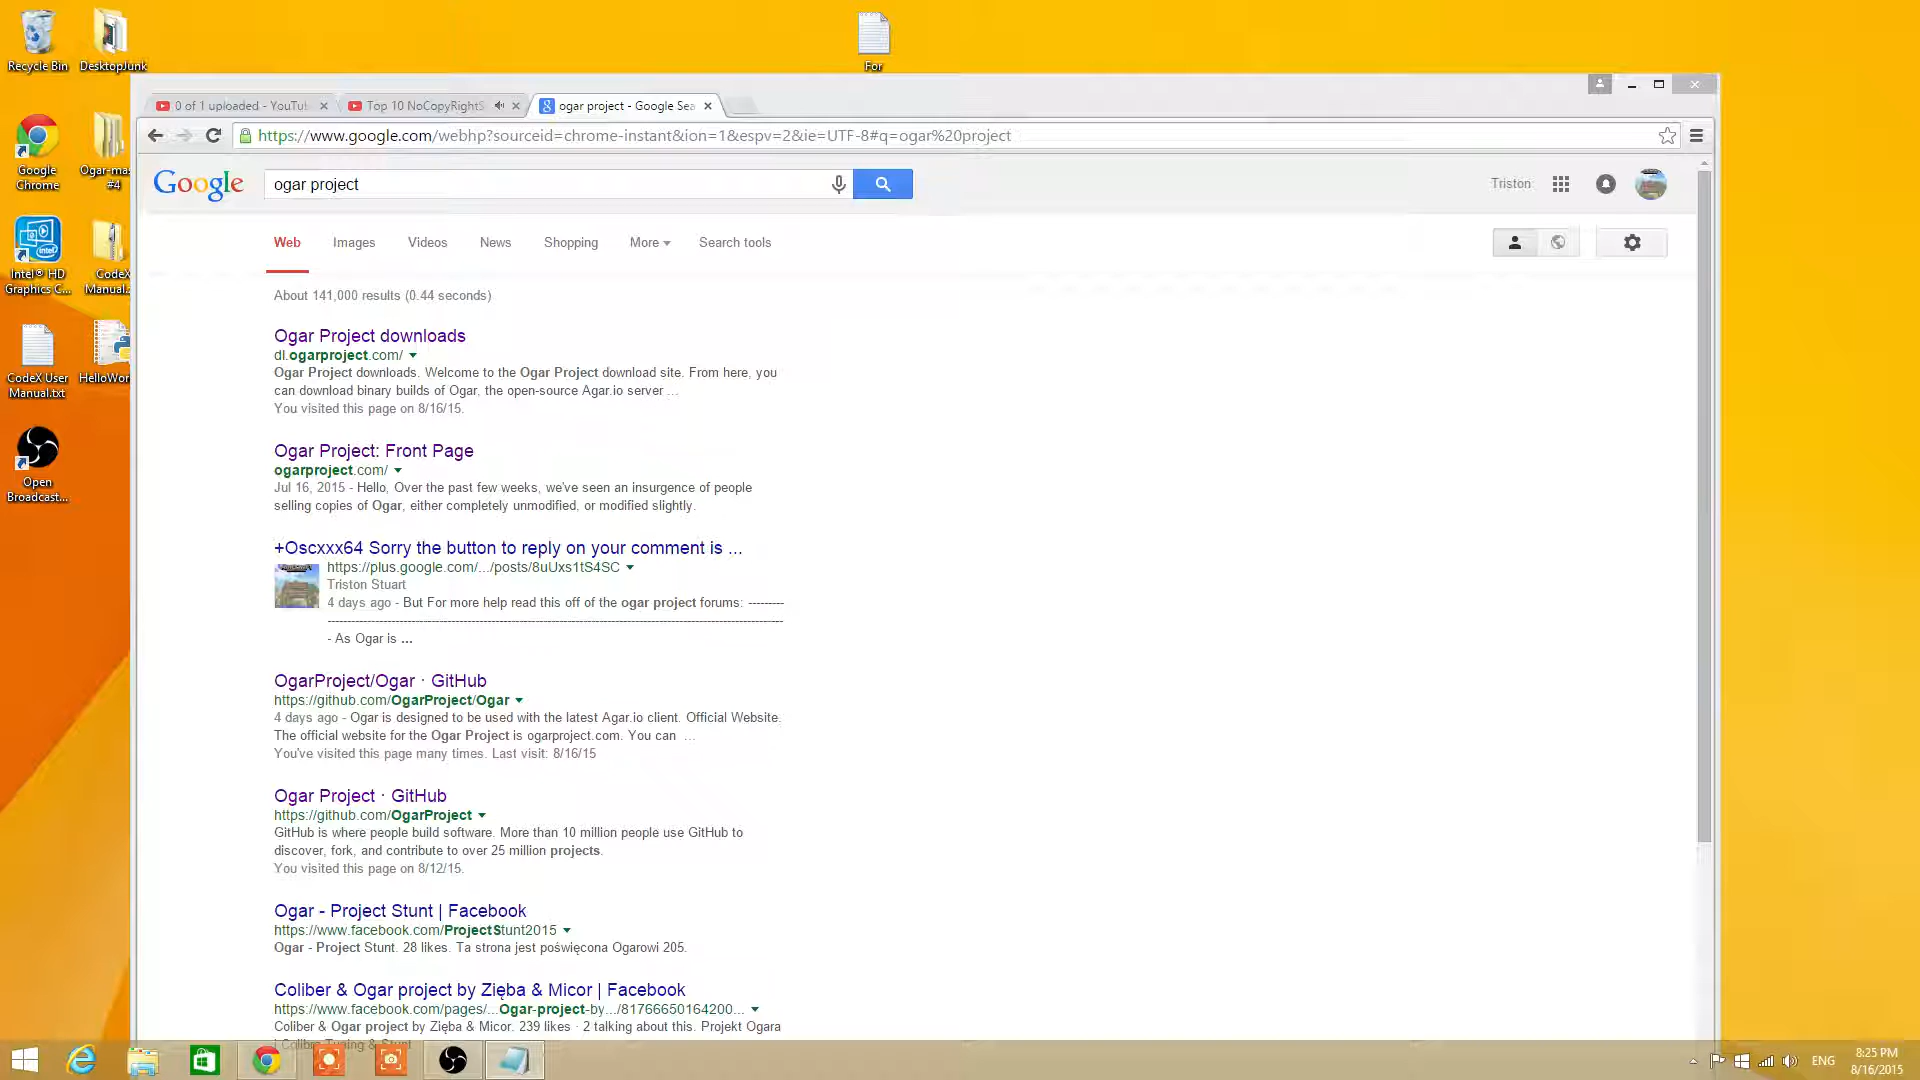 Recycle Bin
DesktopJunk
For
Google
Chrome
Ogar-mas
#4
Intel® HD
Graphics C...
CodeX
Manual.
CodeX User
Manual.txt
HelloWor
Open
Broadcast...
0 of 1 uploaded - YouTu
Top 10 NoCopyRightS
ogar project - Google Sea
https://www.google.com/webhp?sourceid=chrome-instant&ion=1&espv=2&ie=UTF-8#q=ogar%20project
Google
ogar project
Triston
Web
Images
Videos
News
Shopping
More
Search tools
About 141,000 results (0.44 seconds)
Ogar Project downloads
dl.ogarproject.com/
Ogar Project downloads. Welcome to the Ogar Project download site. From here, you
can download binary builds of Ogar, the open-source Agar.io server ...
You visited this page on 8/16/15.
Ogar Project: Front Page
ogarproject.com/
Jul 16, 2015 - Hello, Over the past few weeks, we've seen an insurgence of people
selling copies of Ogar, either completely unmodified, or modified slightly.
+Oscxxx64 Sorry the button to reply on your comment is ...
https://plus.google.com/.../posts/8uUxs1tS4SC
Triston Stuart
4 days ago - But For more help read this off of the ogar project forums: ---------
- As Ogar is ...
OgarProject/Ogar · GitHub
https://github.com/OgarProject/Ogar
4 days ago - Ogar is designed to be used with the latest Agar.io client. Official Website.
The official website for the Ogar Project is ogarproject.com. You can ...
You've visited this page many times. Last visit: 8/16/15
Ogar Project · GitHub
https://github.com/OgarProject
GitHub is where people build software. More than 10 million people use GitHub to
discover, fork, and contribute to over 25 million projects.
You visited this page on 8/12/15.
Ogar - Project Stunt | Facebook
https://www.facebook.com/ProjectStunt2015
Ogar - Project Stunt. 28 likes. Ta strona jest poświęcona Ogarowi 205.
Coliber & Ogar project by Zięba & Micor | Facebook
https://www.facebook.com/pages/...Ogar-project-by.../81766650164200...
Coliber & Ogar project by Zięba & Micor. 239 likes · 2 talking about this. Projekt Ogara
i Colibra Tuning & Stunt
ENG
8:25 PM
8/16/2015